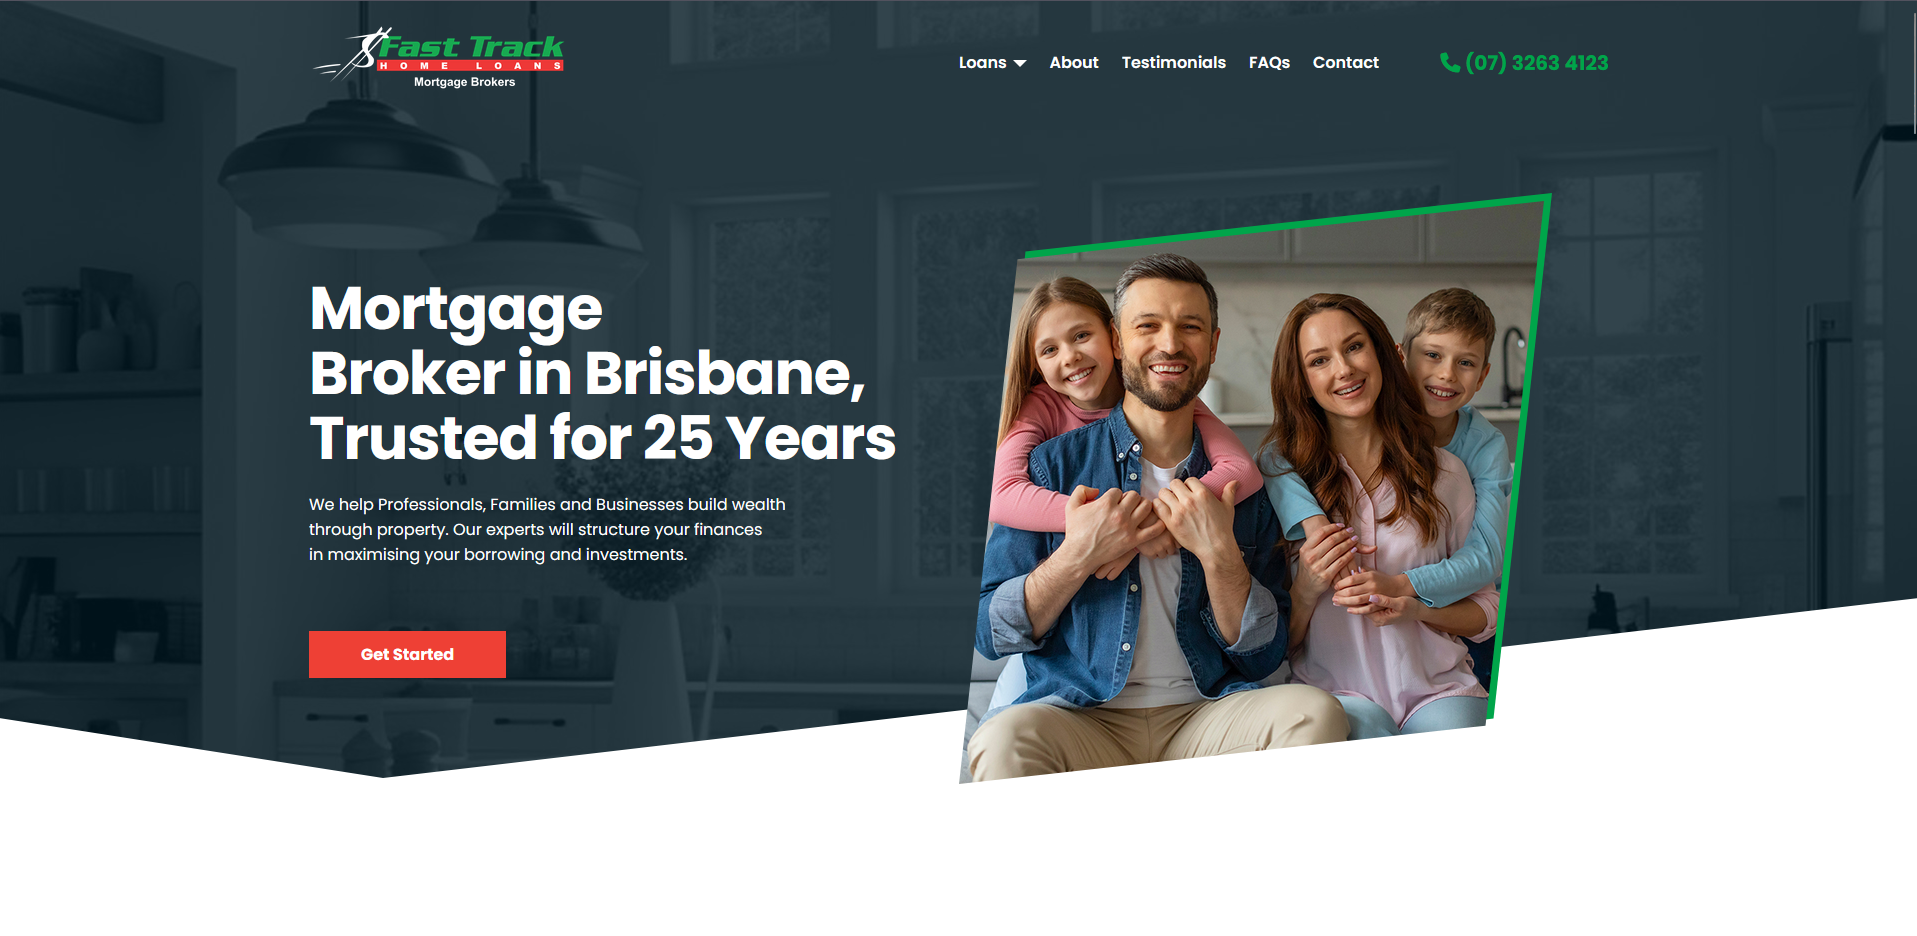 $Fast Track
HOME LOANS
Mortgage Brokers
Loans
About
Testimonials
FAQs
Contact
(07) 3263 4123
Mortgage
Broker in Brisbane,
Trusted for 25 Years
We help Professionals, Families and Businesses build wealth
through property. Our experts will structure your finances
in maximising your borrowing and investments.
Get Started